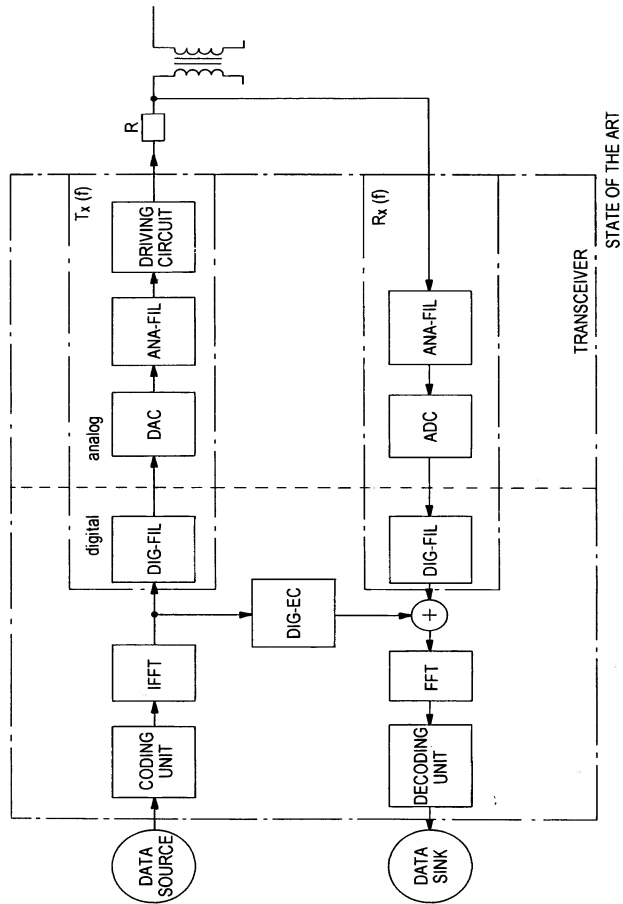 DATA
SOURCE
CODING
UNIT
IFFT
digital
DIG-FIL
analog
DAC
ANA-FIL
DRIVING
CIRCUIT
Tx (f)
R
DIG-EC
DATA
SINK
DECODING
UNIT
FFT
+
DIG-FIL
ADC
ANA-FIL
Rx (f)
TRANSCEIVER
STATE OF THE ART